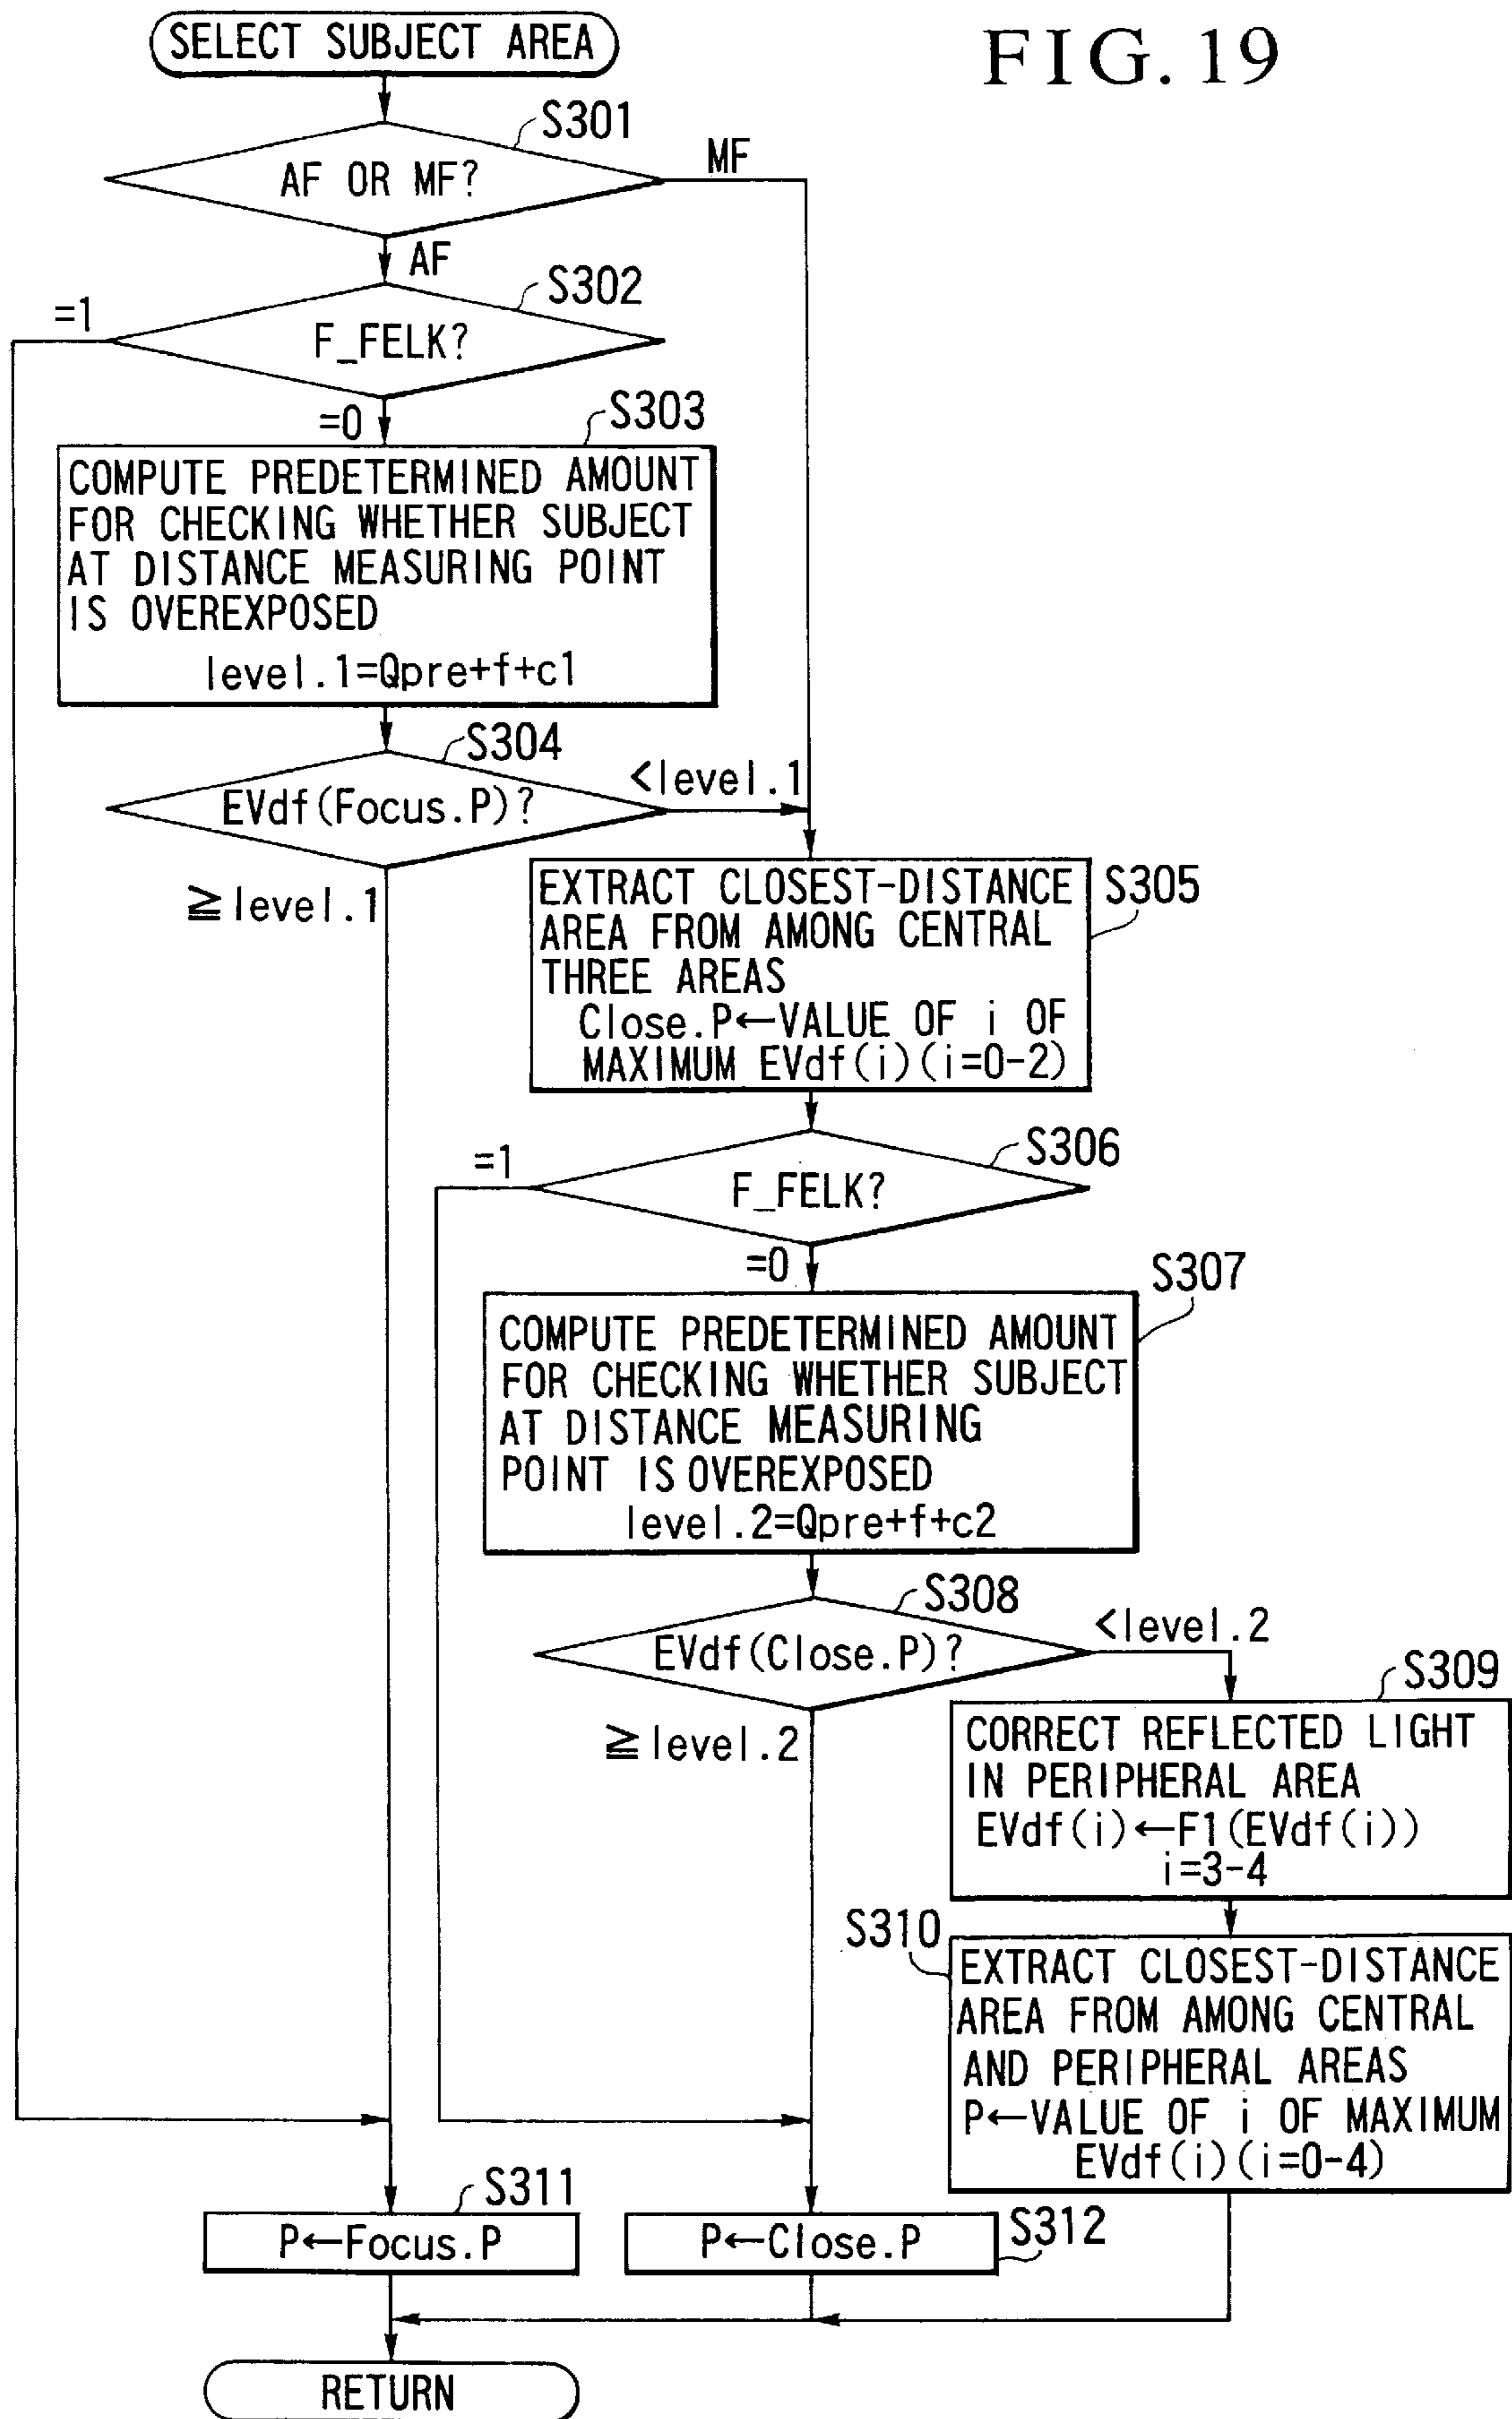 SELECT SUBJECT AREA
FIG. 19
S301
AF OR MF?
MF
AF
S302
=1
F_FELK?
=0
S303
COMPUTE PREDETERMINED AMOUNT
FOR CHECKING WHETHER SUBJECT
AT DISTANCE MEASURING POINT
IS OVEREXPOSED
level.1=Qpre+f+c1
S304
EVdf(Focus.P)?
<level.1
≧level.1
EXTRACT CLOSEST-DISTANCE
AREA FROM AMONG CENTRAL
THREE AREAS
Close.P←VALUE OF i OF
MAXIMUM EVdf(i)(i=0-2)
S305
S306
=1
F_FELK?
=0
S307
COMPUTE PREDETERMINED AMOUNT
FOR CHECKING WHETHER SUBJECT
AT DISTANCE MEASURING
POINT IS OVEREXPOSED
level.2=Qpre+f+c2
S308
EVdf(Close.P)?
<level.2
≧level.2
S309
CORRECT REFLECTED LIGHT
IN PERIPHERAL AREA
EVdf(i)←F1(EVdf(i))
i=3-4
S310
EXTRACT CLOSEST-DISTANCE
AREA FROM AMONG CENTRAL
AND PERIPHERAL AREAS
P←VALUE OF i OF MAXIMUM
EVdf(i)(i=0-4)
S311
P←Focus.P
P←Close.P
S312
RETURN